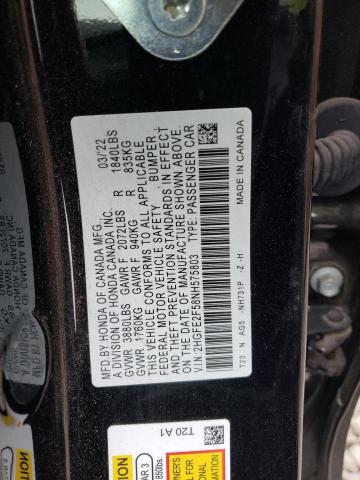 MFD. BY HONDA OF CANADA MFG. 03/'22
A DIVISION OF HONDA CANADA INC.
GVWR 3880LBS GAWR F 2072LBS R 1840LBS
GVWR 1760KG GAWR F 940KG R 835KG
THIS VEHICLE CONFORMS TO ALL APPLICABLE
FEDERAL MOTOR VEHICLE SAFETY, BUMPER,
AND THEFT PREVENTION STANDARDS IN EFFECT
ON THE DATE OF MANUFACTURE SHOWN ABOVE.
VIN: 2HGFE2F58NH575803 TYPE: PASSENGER CAR
T23 N AG5 -NH731P -Z -H
MADE IN CANADA
T20 A1